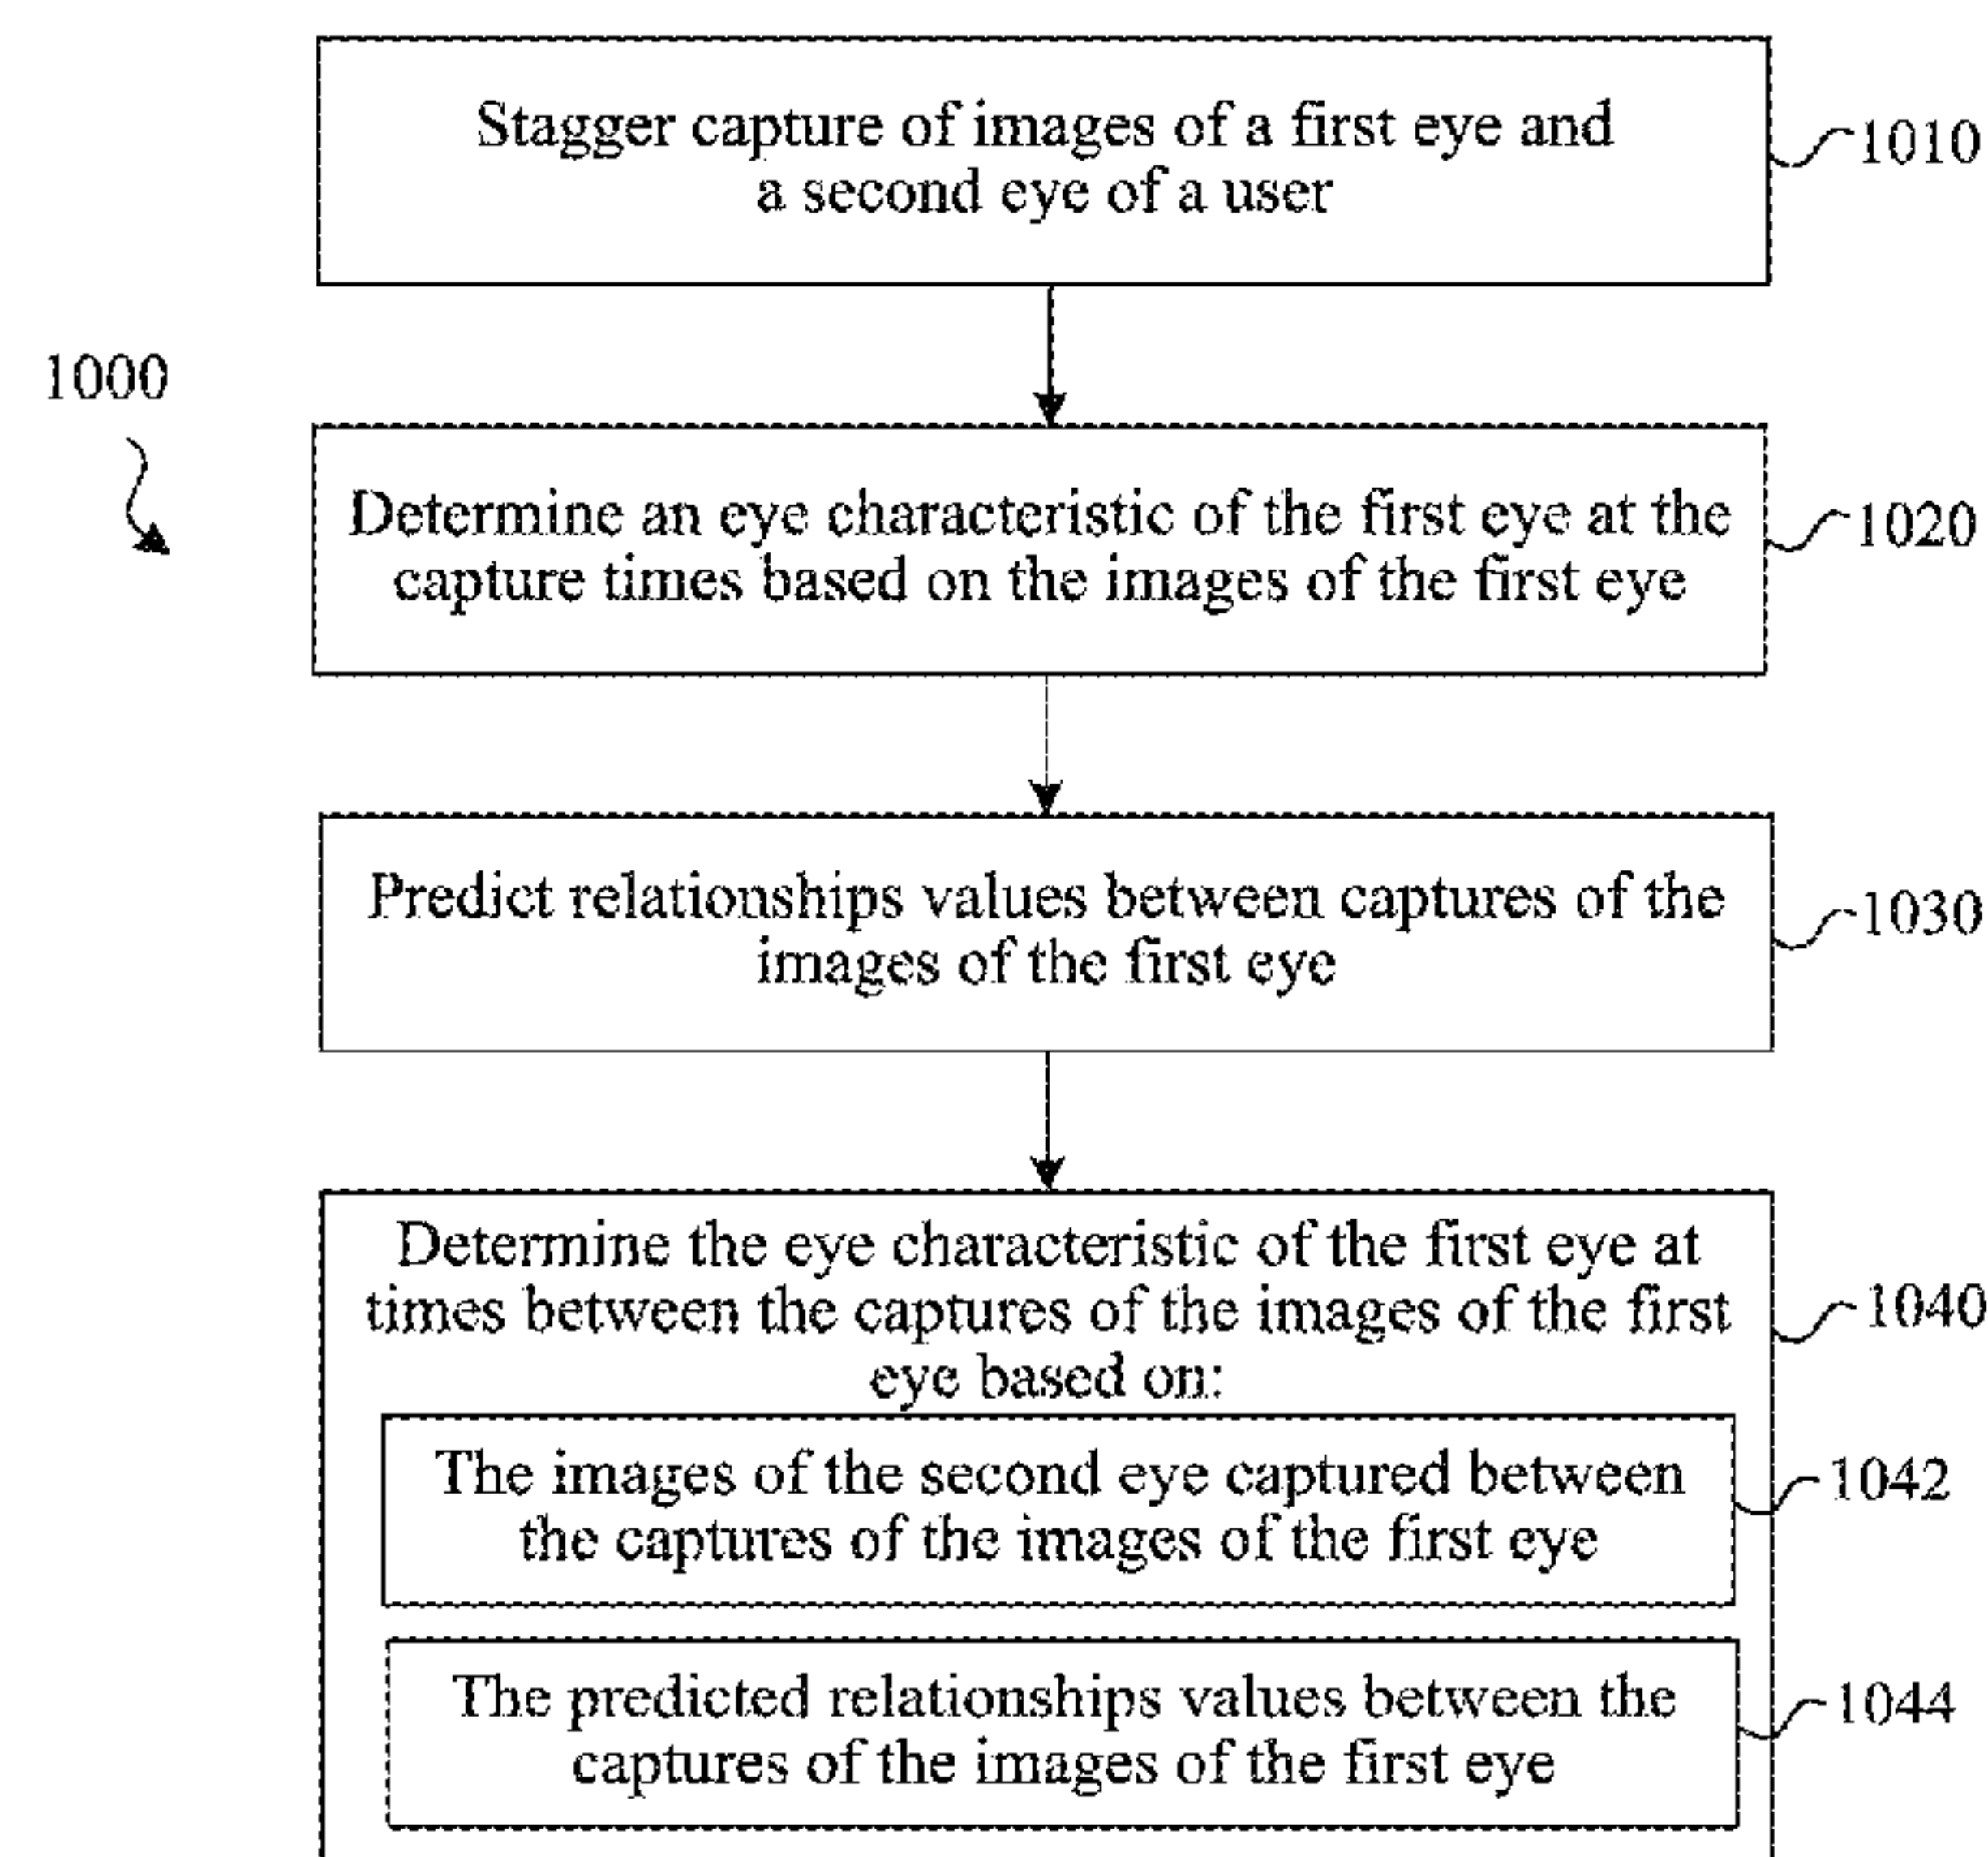 Stagger capture of images of a first eye and
a second eye of a user
1010
1000
Determine an eye characteristic of the first eye at the
capture times based on the images of the first eye
1020
Predict relationships values between captures of the
images of the first eye
1030
Determine the eye characteristic of the first eye at
times between the captures of the images of the first
eye based on:
1040
The images of the second eye captured between
the captures of the images of the first eye
1042
The predicted relationships values between the
captures of the images of the first eye
1044